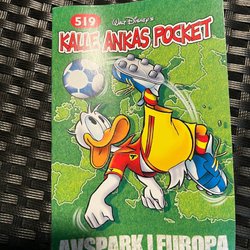 519
Walt Disney's
KALLE ANKAS POCKET
AVSPARK I EUROPA